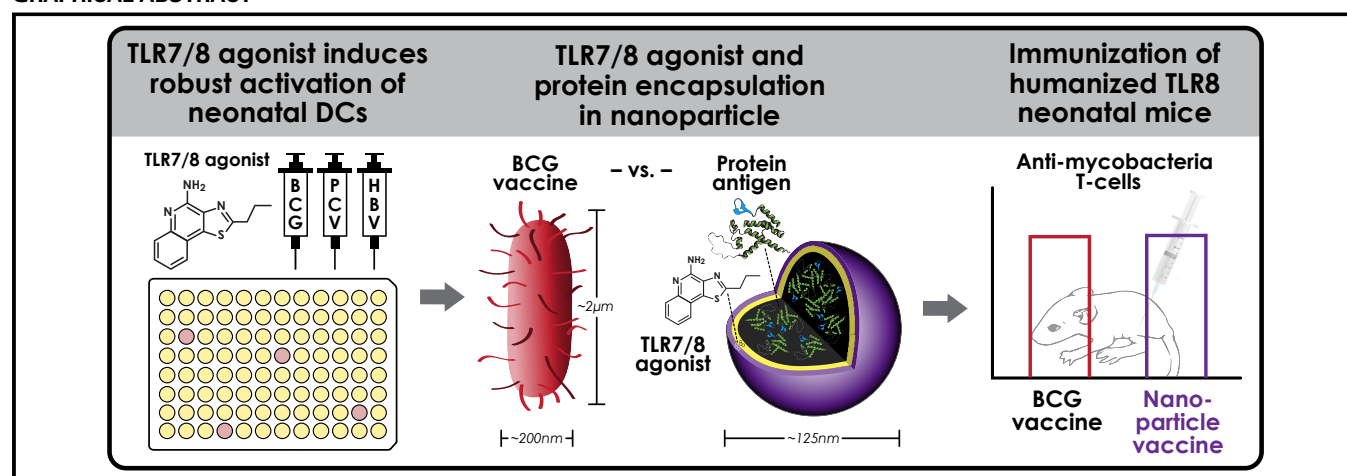 GRAPHICAL ABSTRACT
TLR7/8 agonist induces
robust activation of
neonatal DCs
TLR7/8 agonist and
protein encapsulation
in nanoparticle
Immunization of
humanized TLR8
neonatal mice
TLR7/8 agonist
NH2
N
N
S
B
C
G
P
C
V
H
B
V
BCG
vaccine
– vs. –
Protein
antigen
~2µm
NH2
N
N
S
TLR7/8
agonist
~200nm
~125nm
Anti-mycobacteria
T-cells
BCG
vaccine
Nano-
particle
vaccine